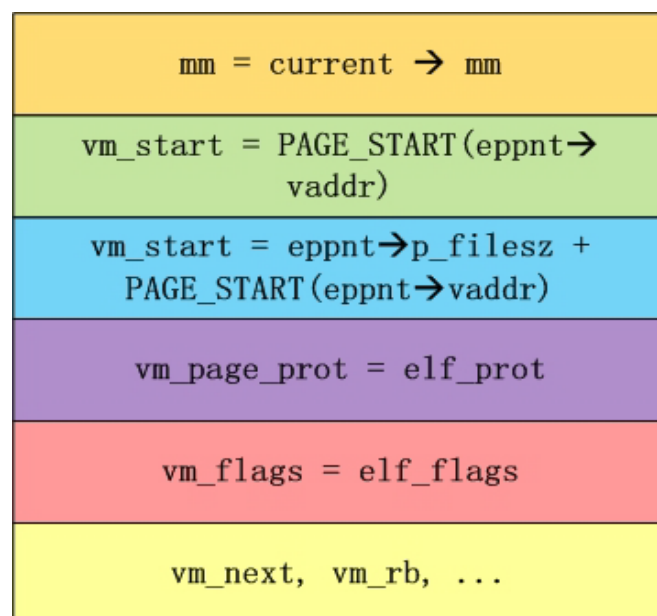 mm = current → mm
vm_start = PAGE_START(eppnt→
vaddr)
vm_start = eppnt→p_filesz +
PAGE_START(eppnt→vaddr)
vm_page_prot = elf_prot
vm_flags = elf_flags
vm_next, vm_rb, ...